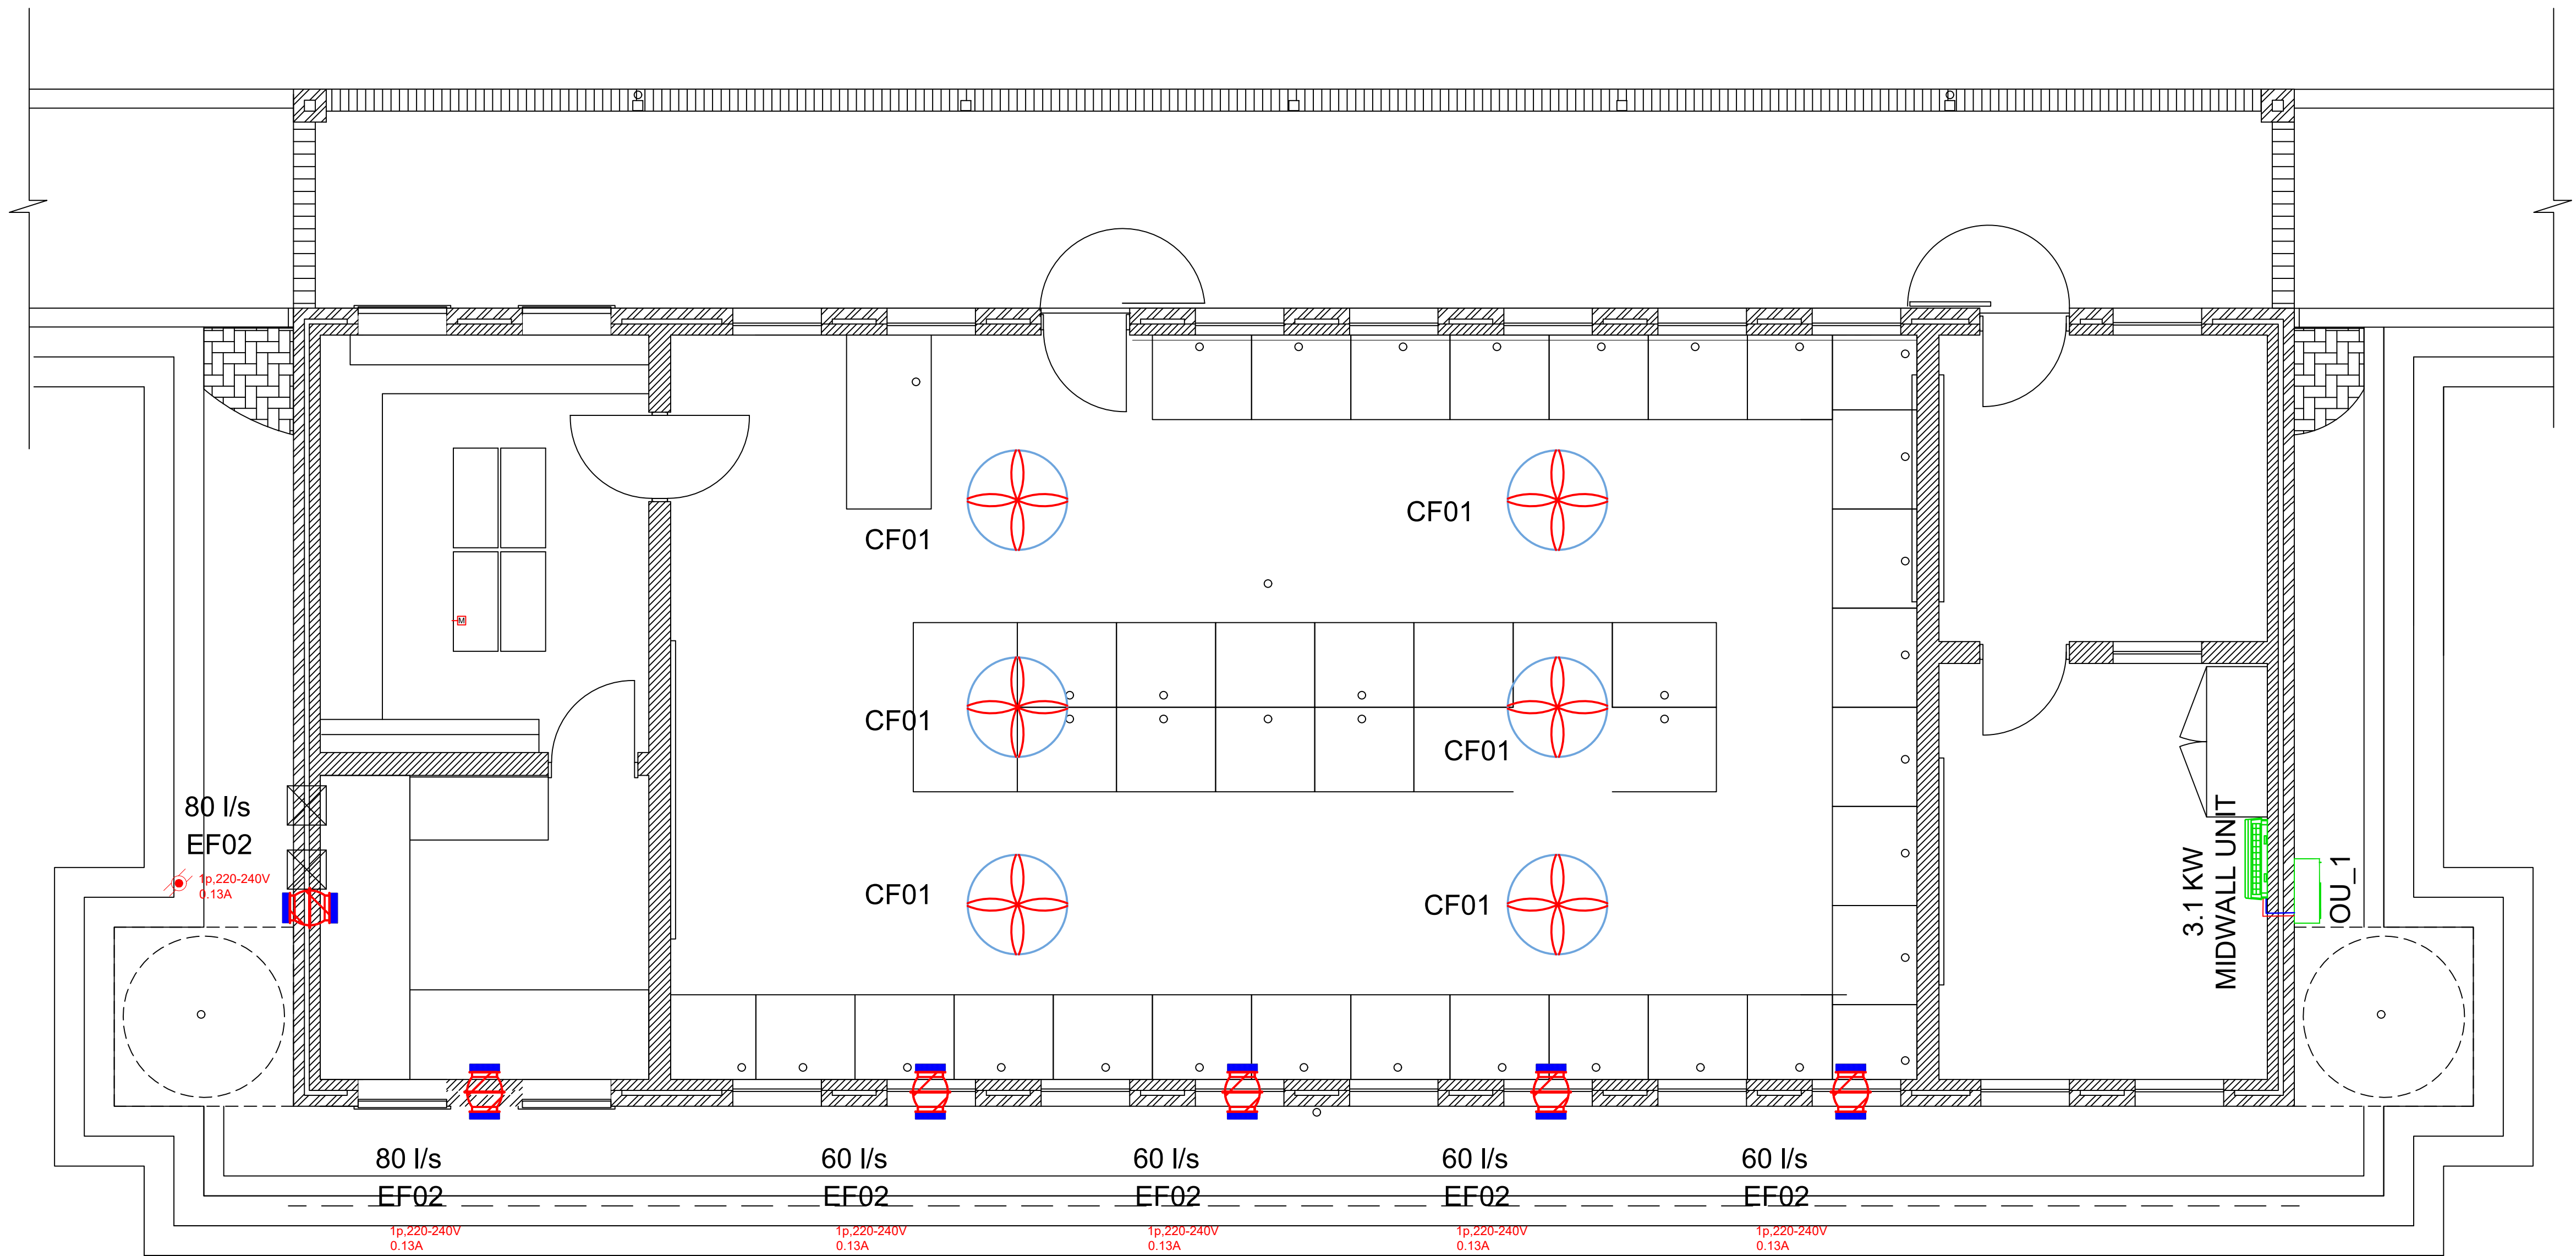 CF01
CF01
M
CF01
CF01
80 l/s
EF02
1p,220-240V
0.13A
CF01
CF01
3.1 KW
MIDWALL UNIT
OU_1
80 l/s
EF02
1p,220-240V
0.13A
60 l/s
EF02
1p,220-240V
0.13A
60 l/s
EF02
1p,220-240V
0.13A
60 l/s
EF02
1p,220-240V
0.13A
60 l/s
EF02
1p,220-240V
0.13A